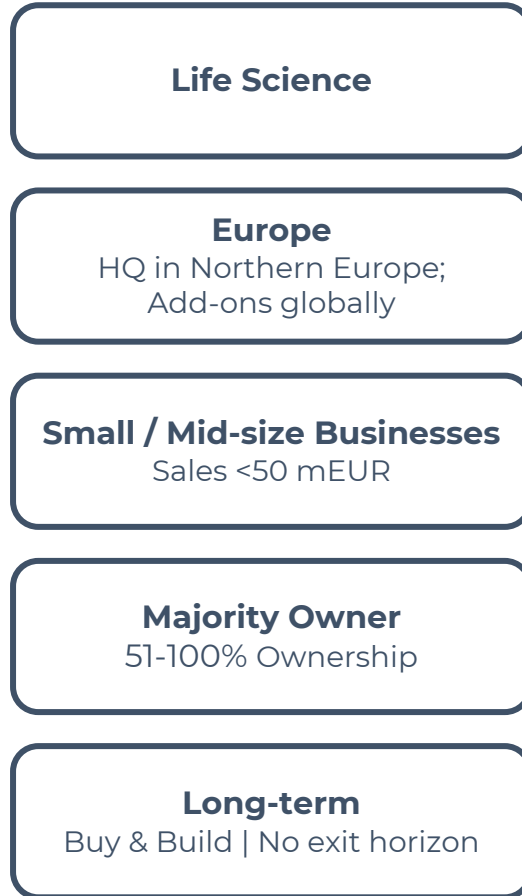 Life Science
Europe
HQ in Northern Europe;
Add-ons globally
Small / Mid-size Businesses
Sales <50 mEUR
Majority Owner
51-100% Ownership
Long-term
Buy & Build | No exit horizon